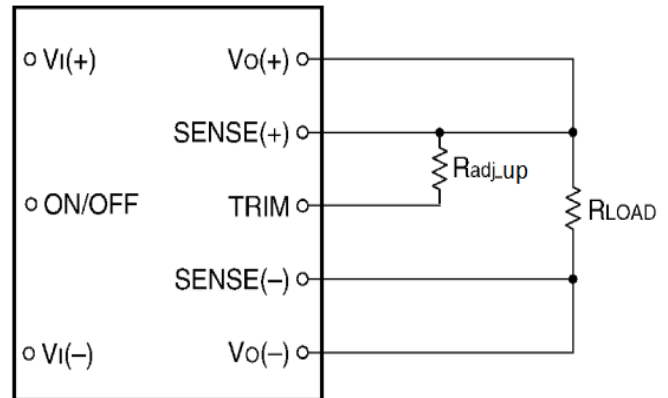 VI(+)
VO(+)
SENSE(+)
Radj_up
ON/OFF
TRIM
RLOAD
SENSE(–)
VI(–)
VO(–)